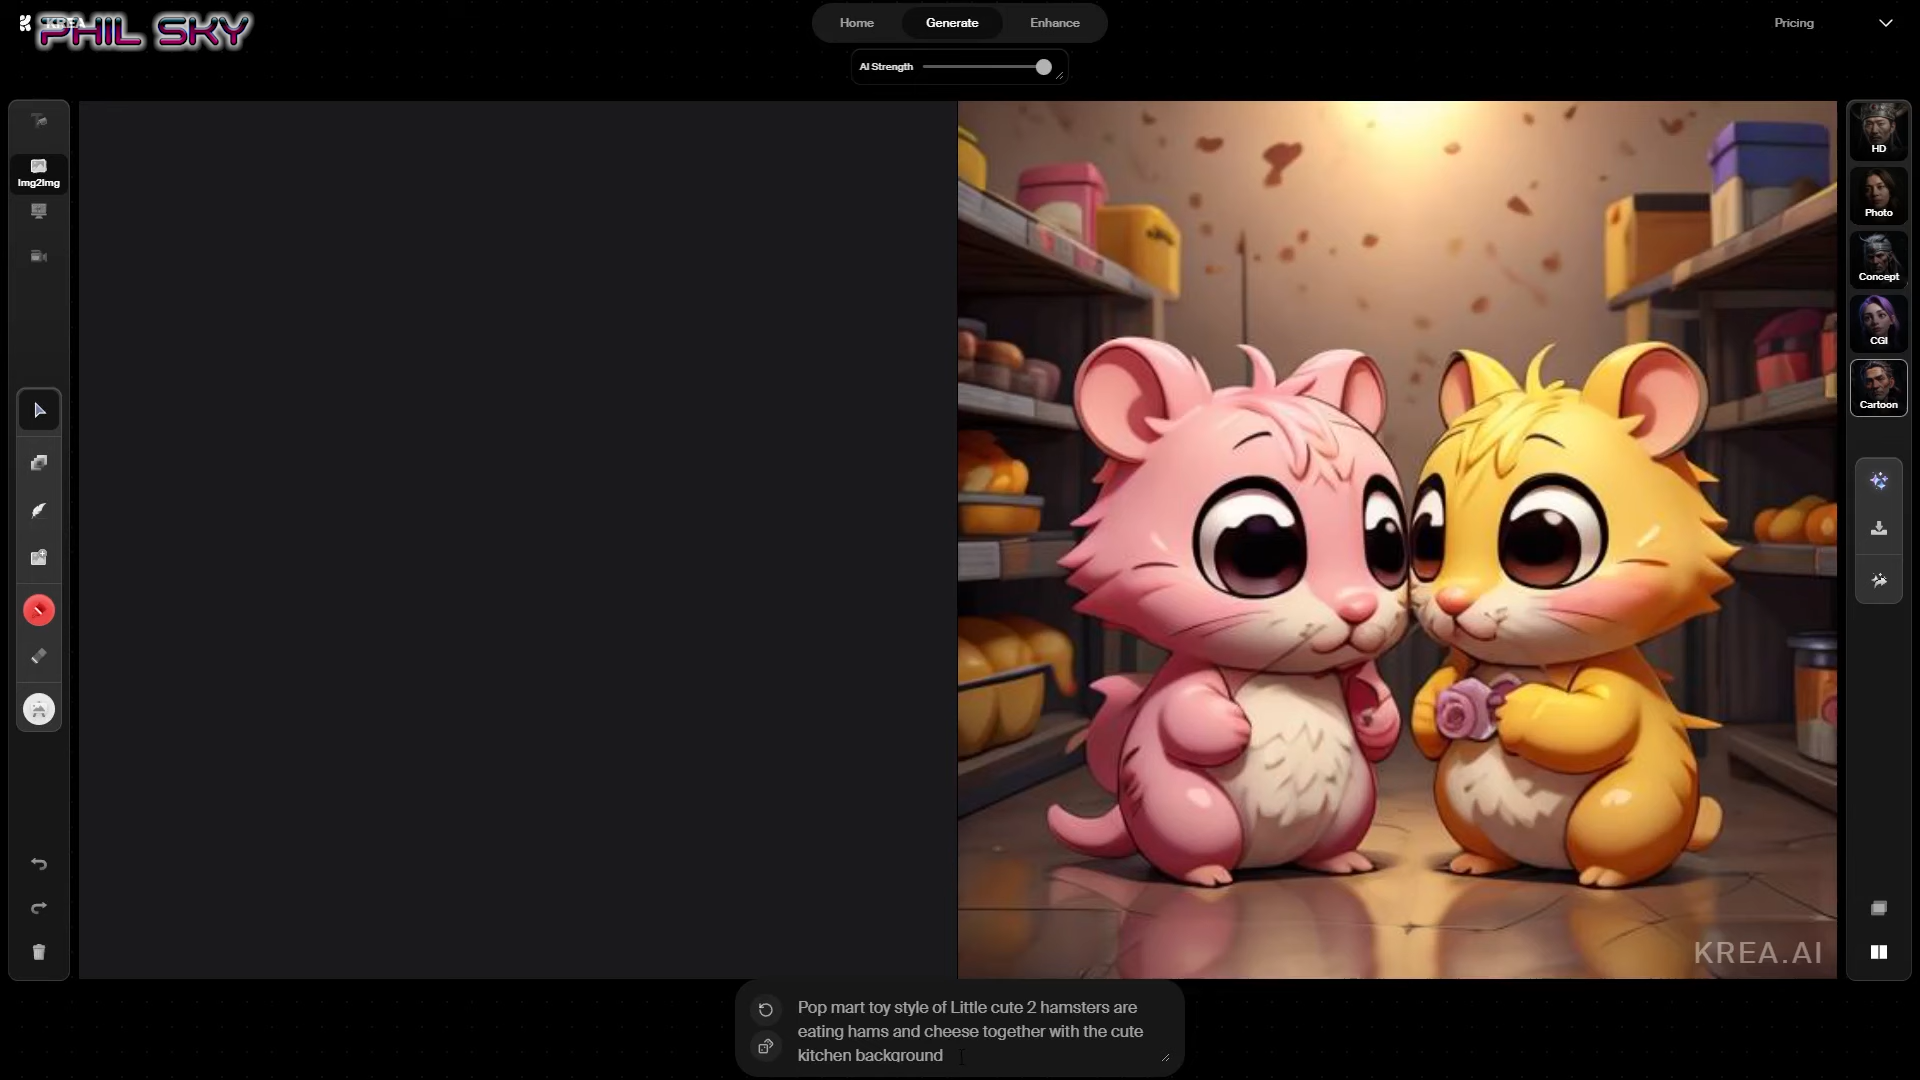 KREA
PHIL SKY
Home
Generate
Enhance
Pricing
AI Strength
Img2Img
HD
Photo
Concept
CGI
Cartoon
KREA.AI
Pop mart toy style of Little cute 2 hamsters are
eating hams and cheese together with the cute
kitchen background